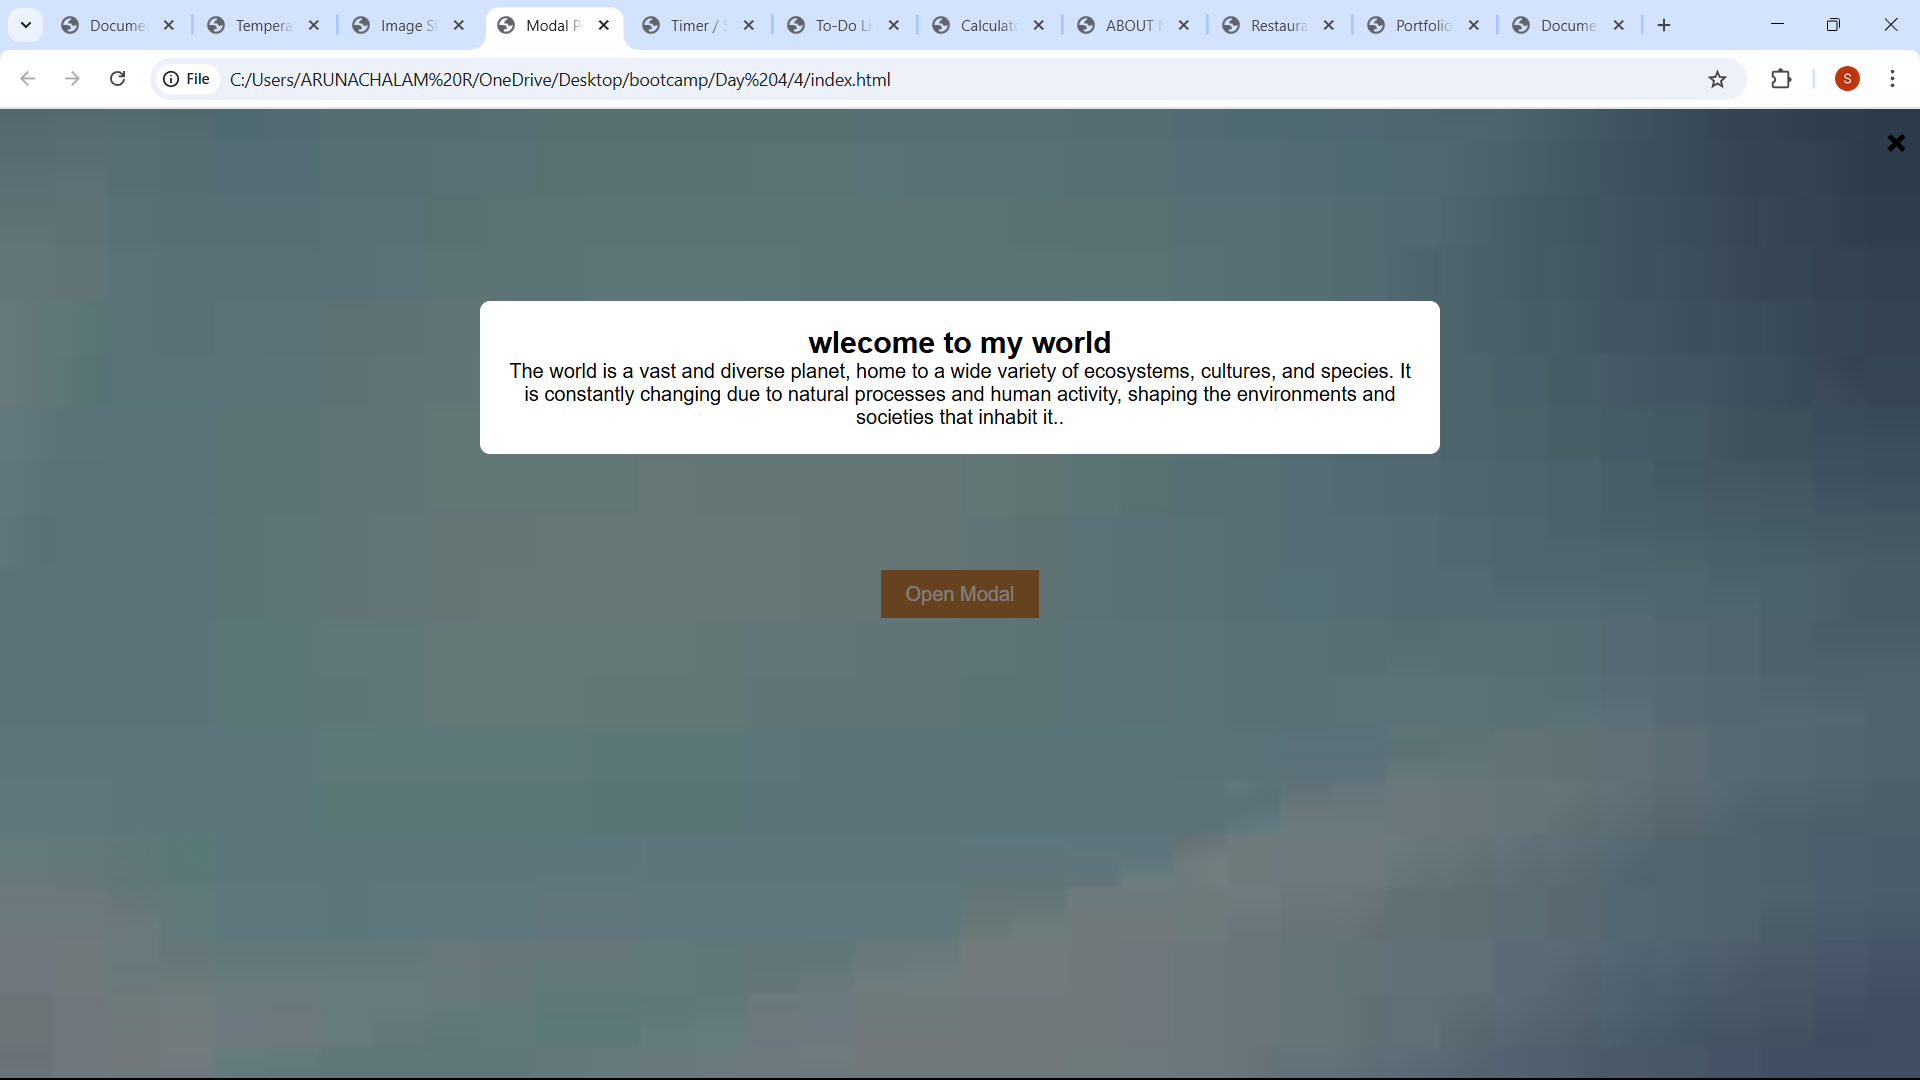 Docume
Tempera
Image Sl
Modal P
Timer / S
To-Do Li
Calculato
ABOUT
Restaura
Portfolio
Docume
File
C:/Users/ARUNACHALAM%20R/OneDrive/Desktop/bootcamp/Day%204/4/index.html
S
wlecome to my world
The world is a vast and diverse planet, home to a wide variety of ecosystems, cultures, and species. It
is constantly changing due to natural processes and human activity, shaping the environments and
societies that inhabit it..
Open Modal